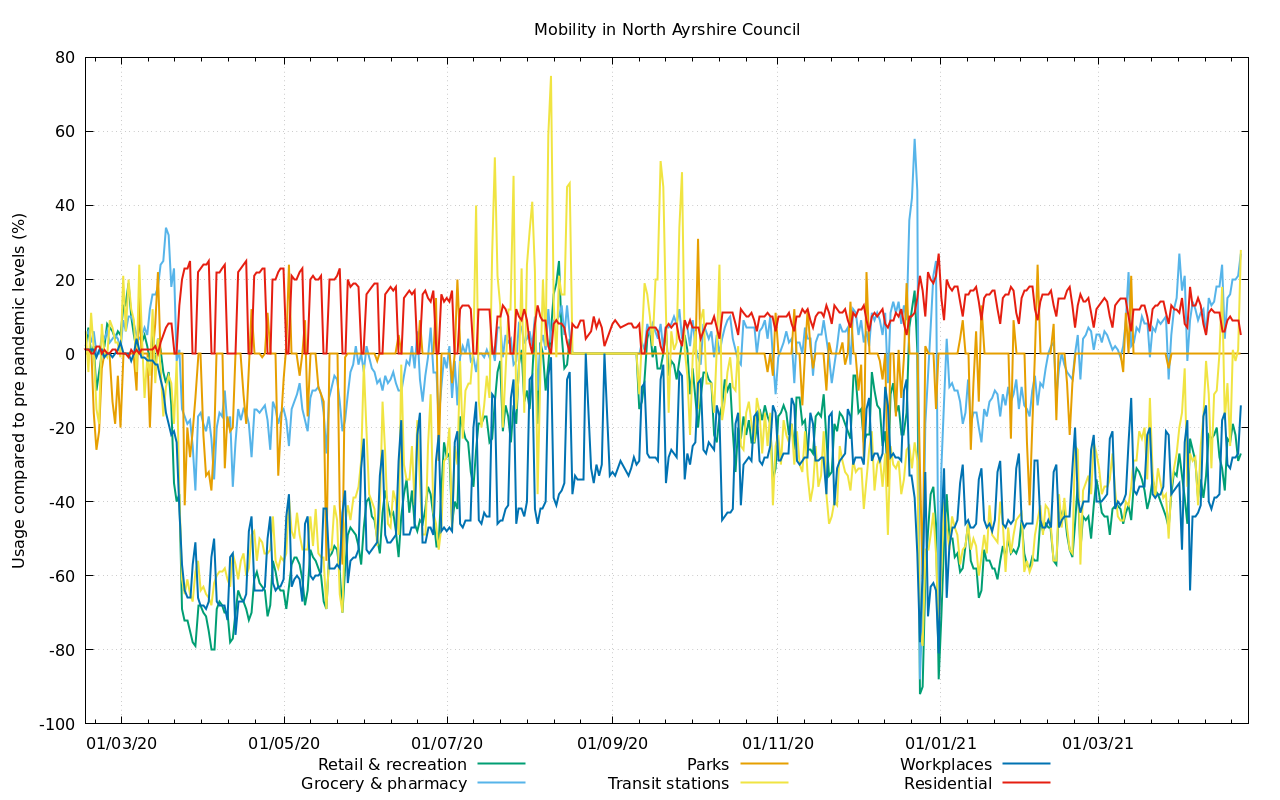 Mobility in North Ayrshire Council
Usage compared to pre pandemic levels (%)
80
60
40
20
0
-20
-40
-60
-80
-100
01/03/20 01/05/20 01/07/20 01/09/20 01/11/20 01/01/21 01/03/21
Retail & recreation Parks Workplaces
Grocery & pharmacy Transit stations Residential